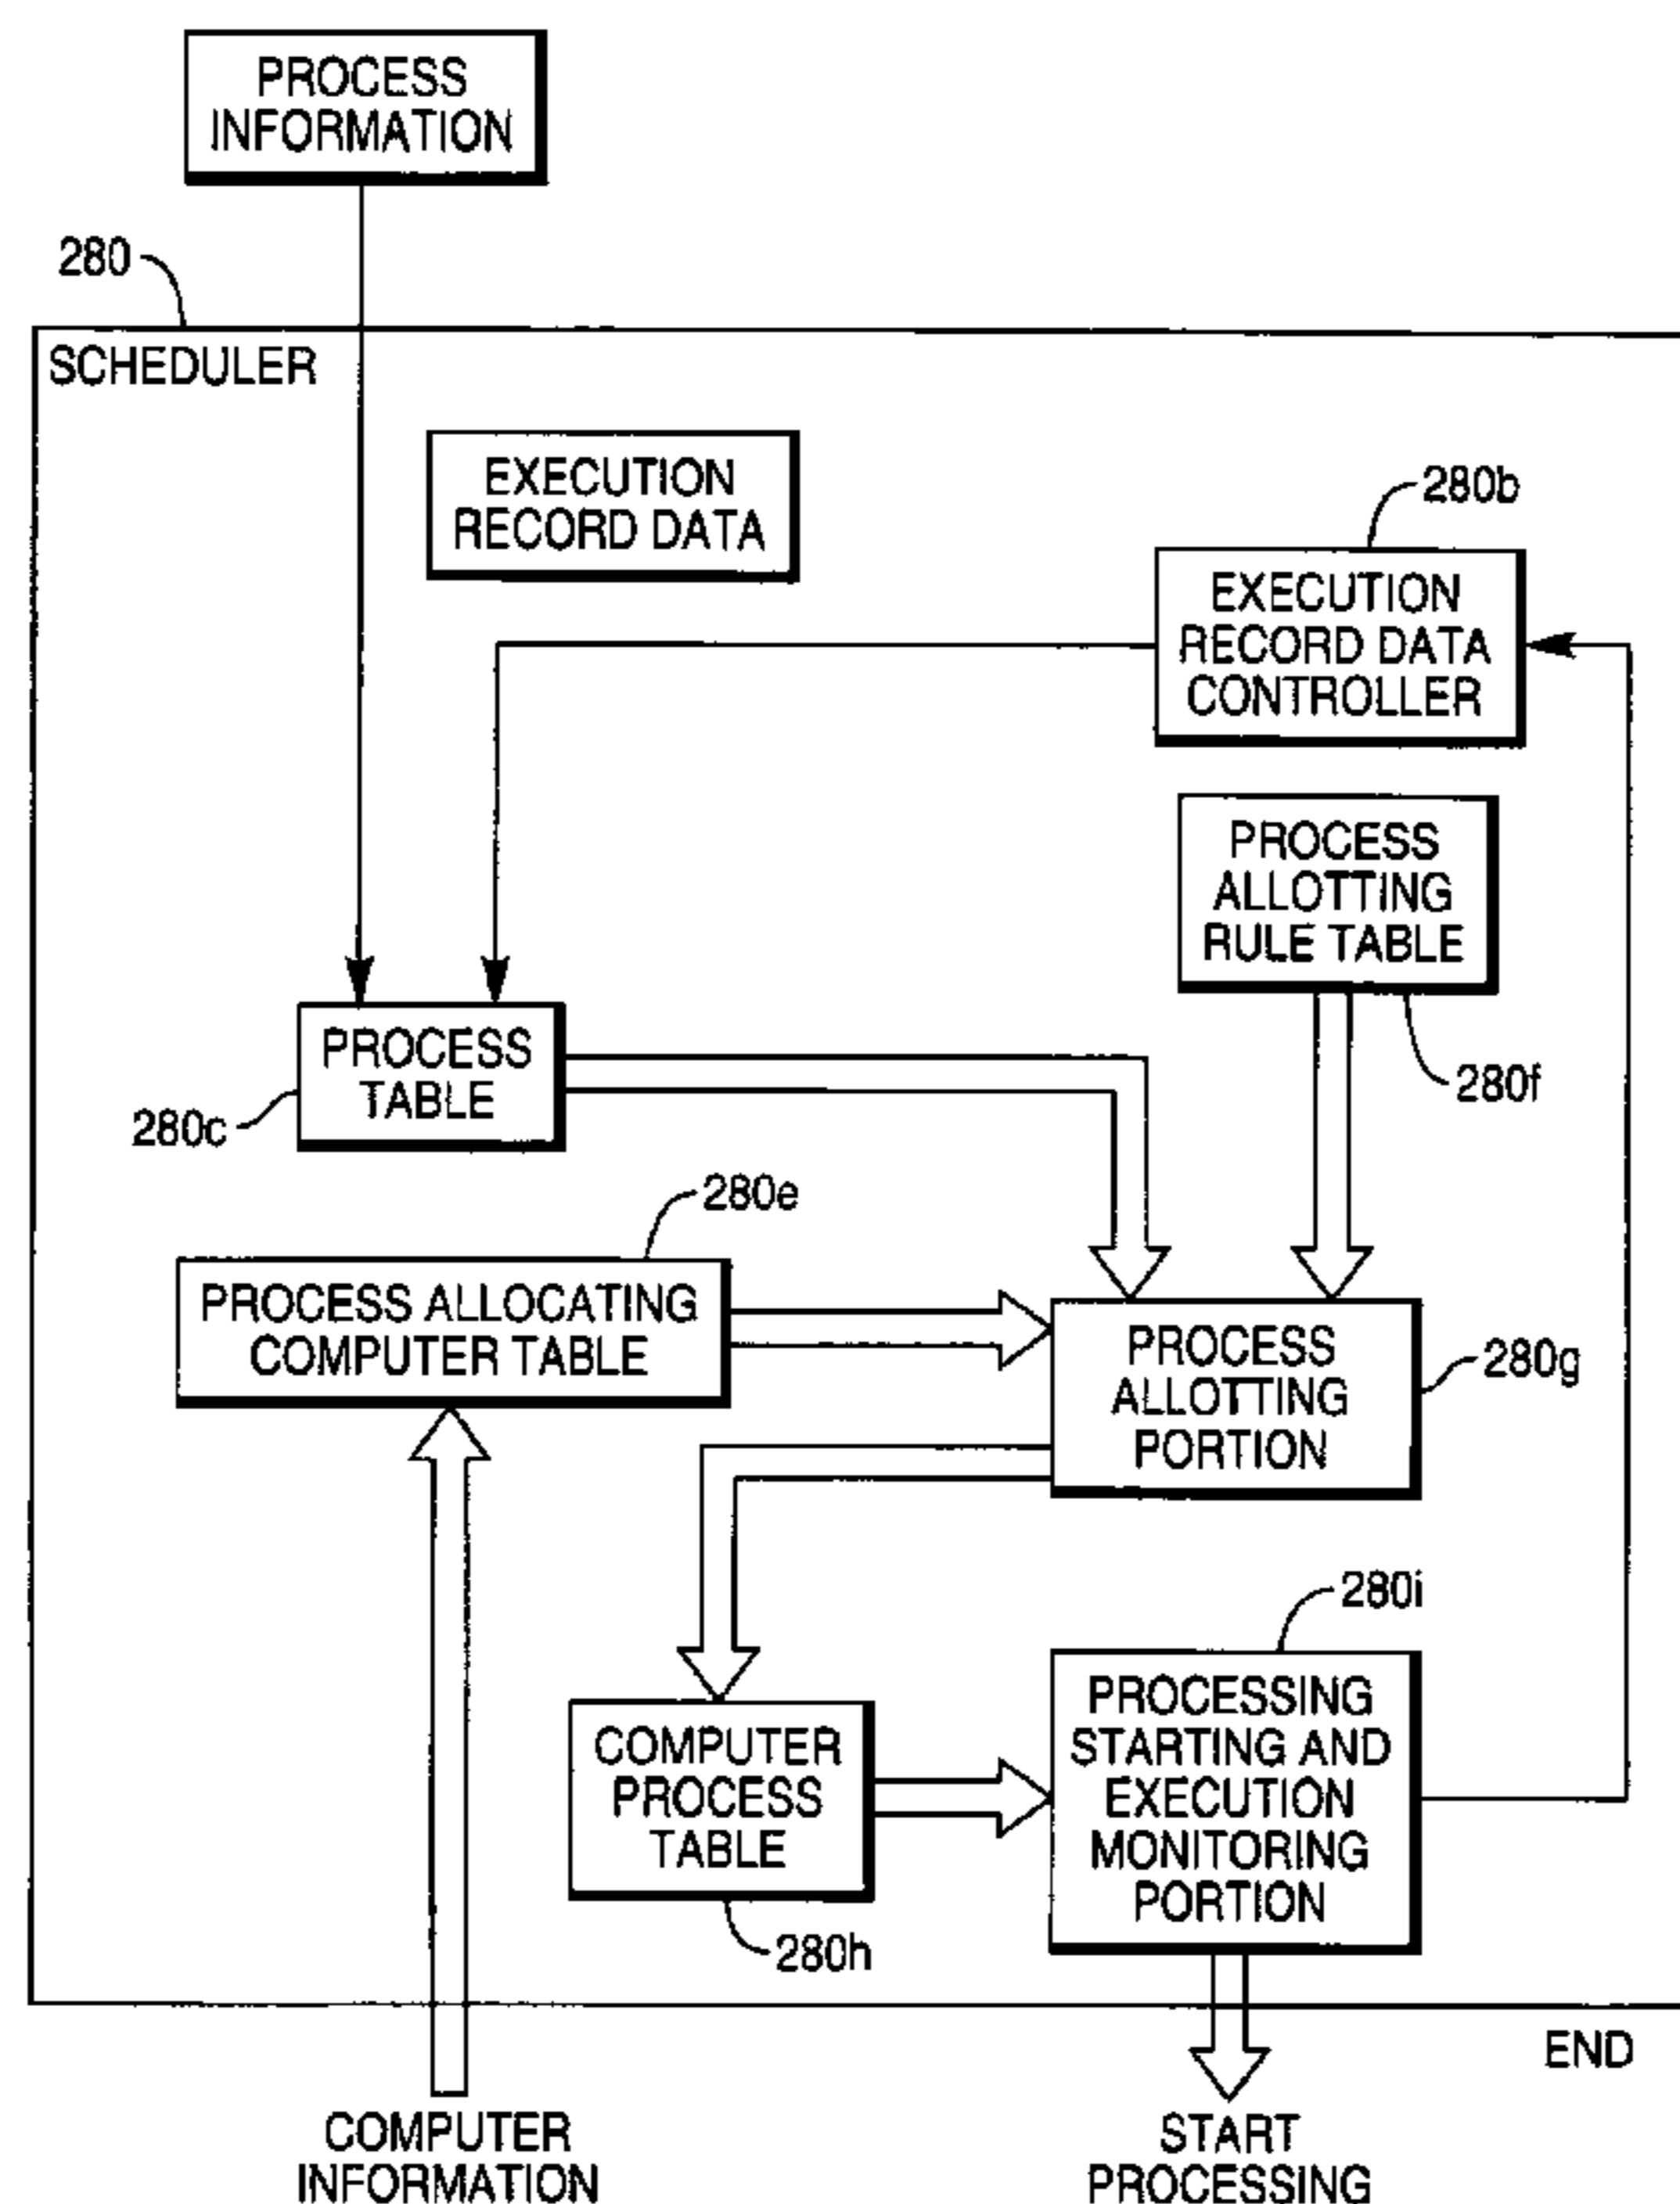 PROCESS
INFORMATION
280
SCHEDULER
EXECUTION
RECORD DATA
280b
EXECUTION
RECORD DATA
CONTROLLER
PROCESS
ALLOTTING
RULE TABLE
280f
PROCESS
TABLE
280c
280e
PROCESS ALLOCATING
COMPUTER TABLE
PROCESS
ALLOTTING
PORTION
280g
280i
COMPUTER
PROCESS
TABLE
280h
PROCESSING
STARTING AND
EXECUTION
MONITORING
PORTION
END
COMPUTER
INFORMATION
START
PROCESSING